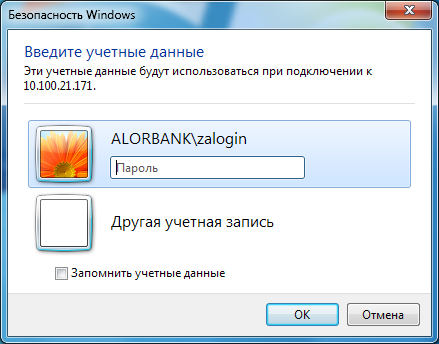 Безопасность Windows
Введите учетные данные
Эти учетные данные будут использоваться при подключении к
10.100.21.171.
ALORBANK\zalogin
Пароль
Другая учетная запись
Запомнить учетные данные
OK
Отмена